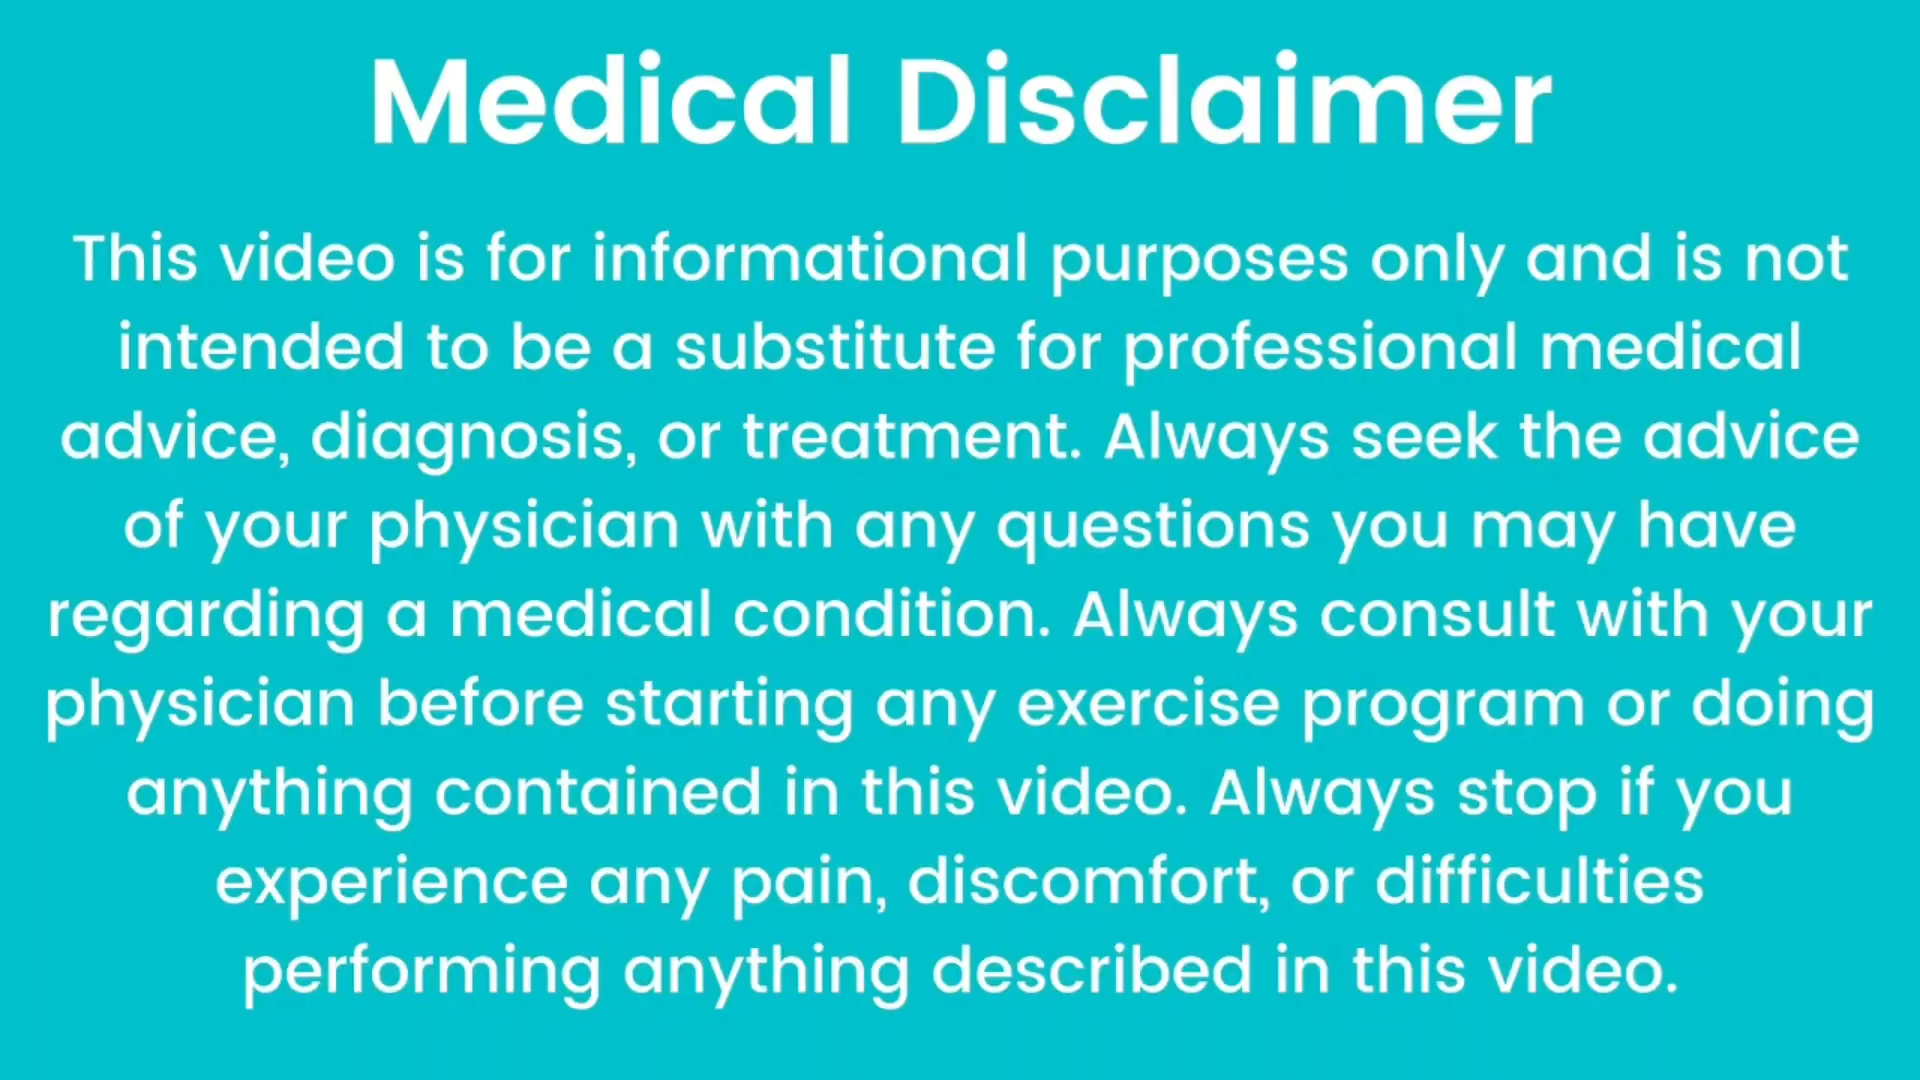 Medical Disclaimer
This video is for informational purposes only and is not
intended to be a substitute for professional medical
advice, diagnosis, or treatment. Always seek the advice
of your physician with any questions you may have
regarding a medical condition. Always consult with your
physician before starting any exercise program or doing
anything contained in this video. Always stop if you
experience any pain, discomfort, or difficulties
performing anything described in this video.